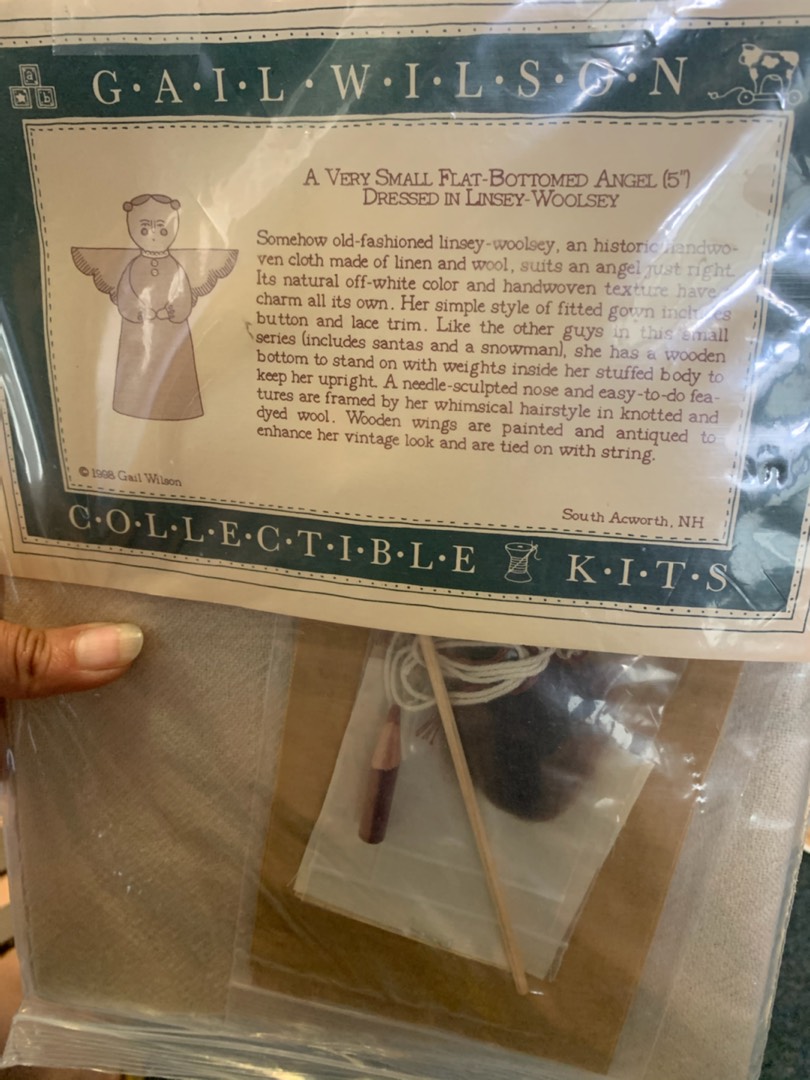 a
b
G·A·I·L·W·I·L·S·O·N
A Very Small Flat-Bottomed Angel (5")
Dressed in Linsey-Woolsey
Somehow old-fashioned linsey-woolsey, an historic handwo-
ven cloth made of linen and wool, suits an angel just right.
Its natural off-white color and handwoven texture have
charm all its own. Her simple style of fitted gown includes
button and lace trim. Like the other guys in this small
series (includes santas and a snowman), she has a wooden
bottom to stand on with weights inside her stuffed body to
keep her upright. A needle-sculpted nose and easy-to-do fea-
tures are framed by her whimsical hairstyle in knotted and
dyed wool. Wooden wings are painted and antiqued to
enhance her vintage look and are tied on with string.
© 1998 Gail Wilson
South Acworth, NH
C·O·L·L·E·C·T·I·B·L·E K·I·T·S